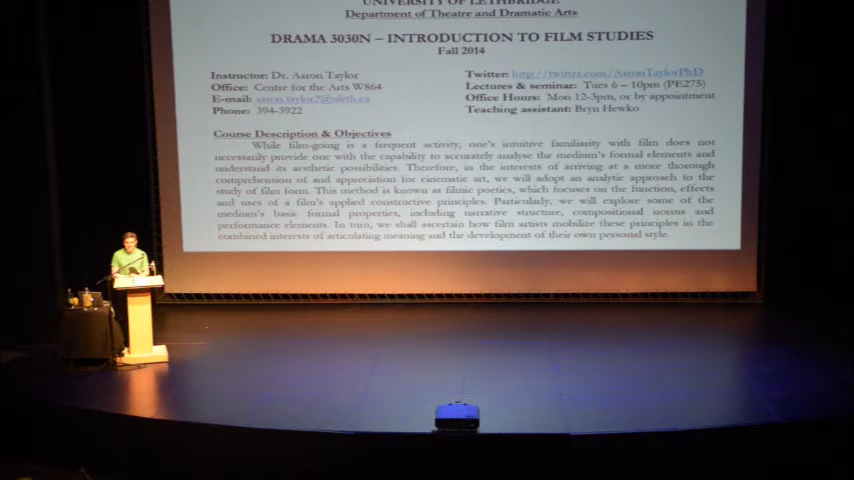 UNIVERSITY OF LETHBRIDGE
Department of Theatre and Dramatic Arts
DRAMA 3030N – INTRODUCTION TO FILM STUDIES
Fall 2014
Instructor: Dr. Aaron Taylor
Office: Centre for the Arts W864
E-mail: aaron.taylor2@uleth.ca
Phone: 394-3922
Twitter: http://twitter.com/AaronTaylorPhD
Lectures & seminar: Tues 6 – 10pm (PE275)
Office Hours: Mon 12-3pm, or by appointment
Teaching assistant: Bryn Hewko
Course Description & Objectives
While film-going is a frequent activity, one's intuitive familiarity with film does not
necessarily provide one with the capability to accurately analyse the medium's formal elements and
understand its aesthetic possibilities. Therefore, in the interests of arriving at a more thorough
comprehension of and appreciation for cinematic art, we will adopt an analytic approach to the
study of film form. This method is known as filmic poetics, which focuses on the function, effects
and uses of a film's applied constructive principles. Particularly, we will explore some of the
medium's basic formal properties, including narrative structure, compositional norms and
performance elements. In turn, we shall ascertain how film artists mobilize these principles in the
combined interests of articulating meaning and the development of their own personal style.